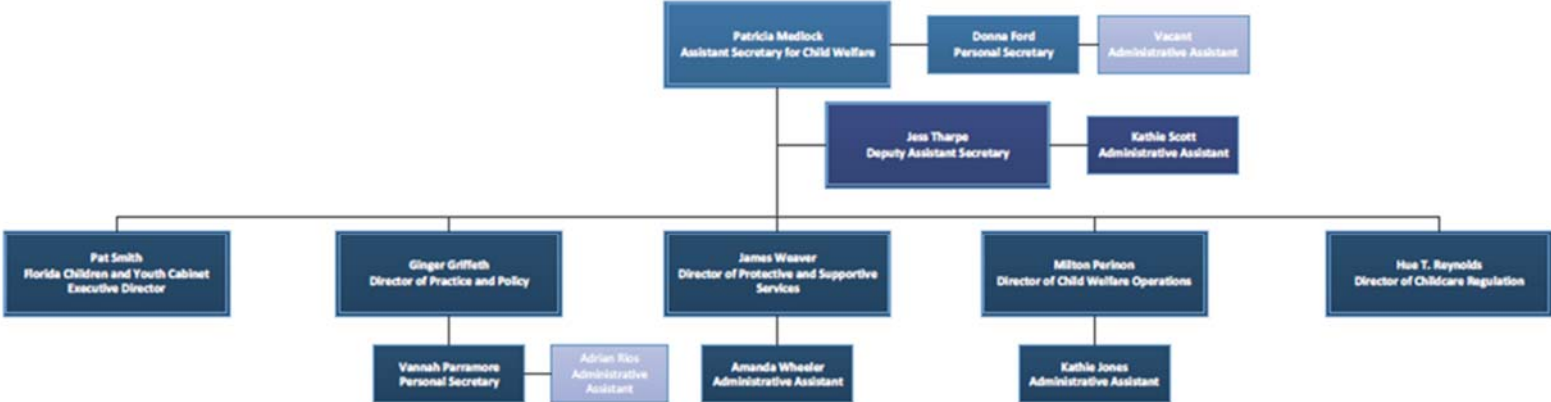 Patricia Medlock
Assistant Secretary for Child Welfare
Donna Ford
Personal Secretary
Vacant
Administrative Assistant
Jess Tharpe
Deputy Assistant Secretary
Kathie Scott
Administrative Assistant
Pat Smith
Florida Children and Youth Cabinet
Executive Director
Ginger Griffeth
Director of Practice and Policy
James Weaver
Director of Protective and Supportive
Services
Milton Perinon
Director of Child Welfare Operations
Hue T. Reynolds
Director of Childcare Regulation
Vannah Parramore
Personal Secretary
Adrian Rios
Administrative
Assistant
Amanda Wheeler
Administrative Assistant
Kathie Jones
Administrative Assistant